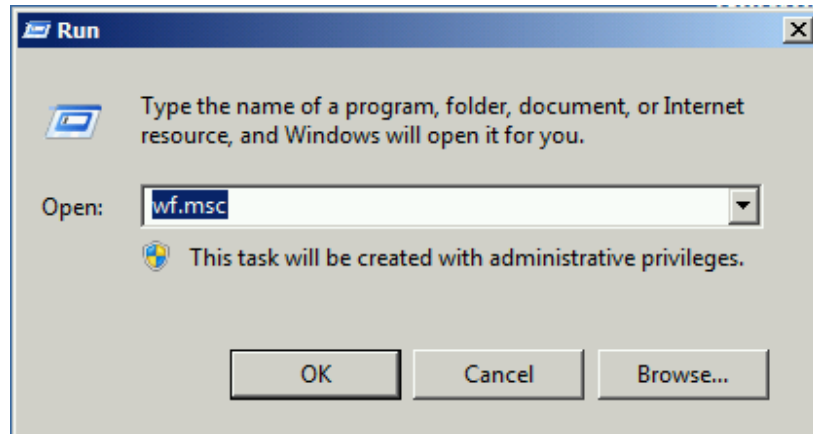 Run
Type the name of a program, folder, document, or Internet
resource, and Windows will open it for you.
Open: wf.msc
This task will be created with administrative privileges.
OK Cancel Browse...